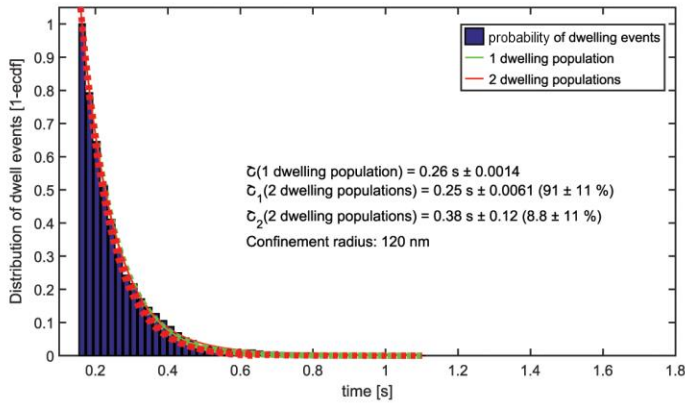 1
0.9
0.8
0.7
0.6
0.5
0.4
0.3
0.2
0.1
0
Distribution of dwell events [1-ecdf]
probability of dwelling events
1 dwelling population
2 dwelling populations
ꚍ(1 dwelling population) = 0.26 s ± 0.0014
ꚍ1(2 dwelling populations) = 0.25 s ± 0.0061 (91 ± 11 %)
ꚍ2(2 dwelling populations) = 0.38 s ± 0.12 (8.8 ± 11 %)
Confinement radius: 120 nm
0.2 0.4 0.6 0.8 1.0 1.2 1.4 1.6 1.8
time [s]